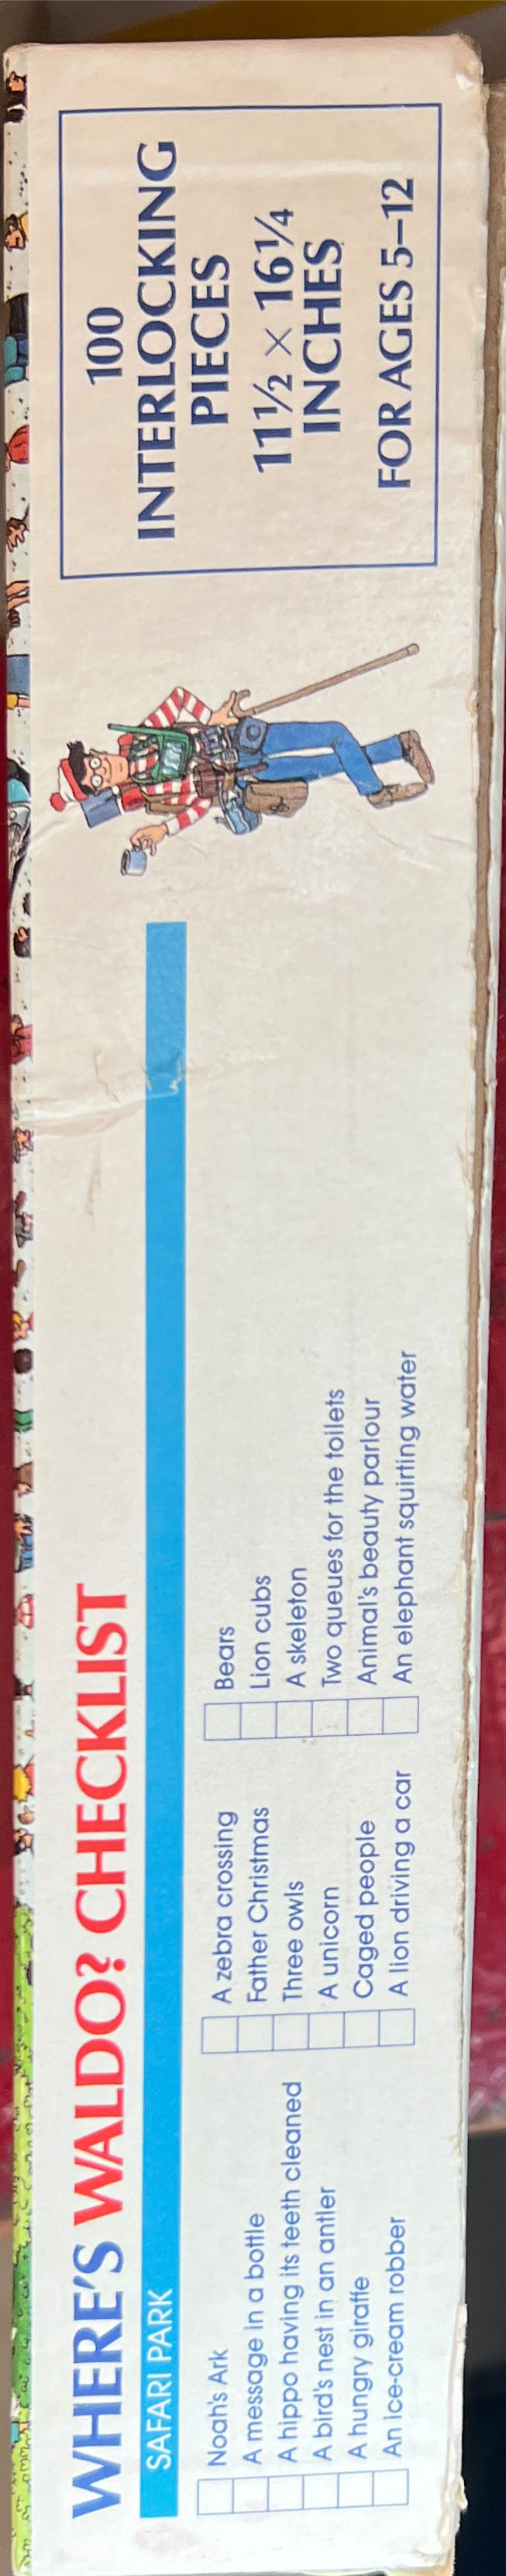 WHERE'S WALDO? CHECKLIST
SAFARI PARK
Noah's Ark
A message in a bottle
A hippo having its teeth cleaned
A bird's nest in an antler
A hungry giraffe
An ice-cream robber
A zebra crossing
Father Christmas
Three owls
A unicorn
Caged people
A lion driving a car
Bears
Lion cubs
A skeleton
Two queues for the toilets
Animal's beauty parlour
An elephant squirting water
100
INTERLOCKING
PIECES
11½ × 16¼
INCHES
FOR AGES 5–12